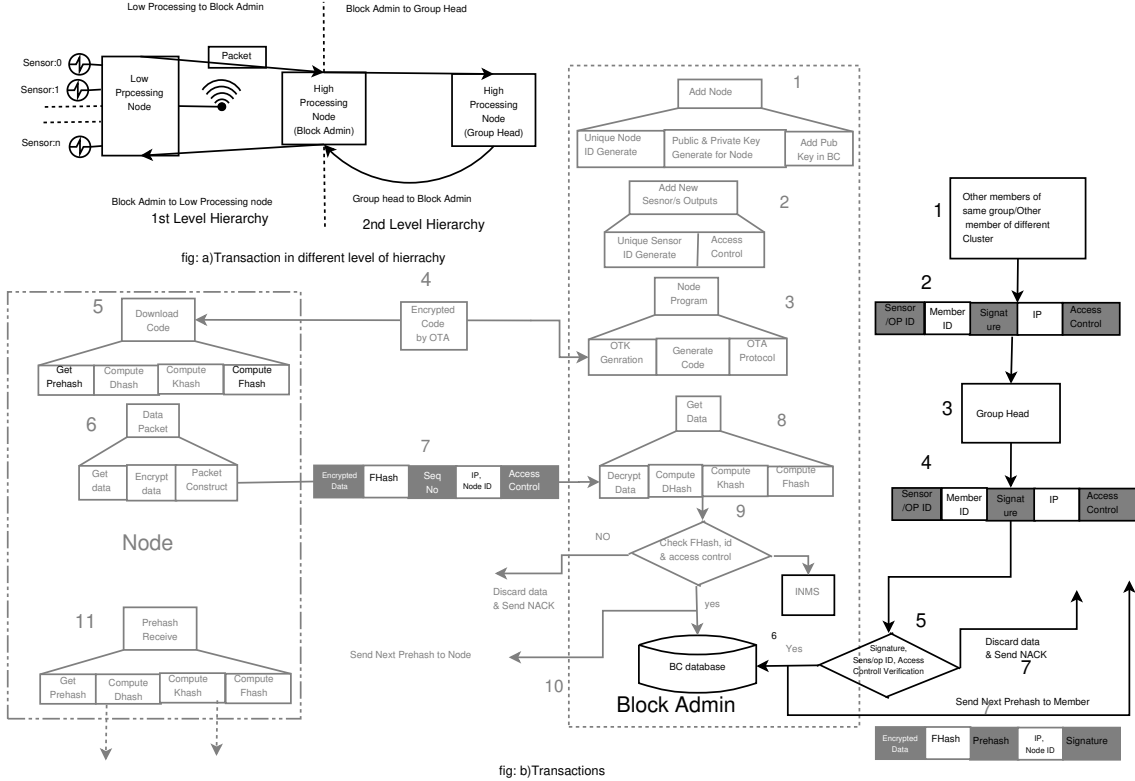 Low Processing to Block Admin
Block Admin to Group Head
Sensor:0
Sensor:1
Sensor:n
Low
Prpcessing
Node
Packet
High
Processing
Node
(Block Admin)
High
Processing
Node
(Group Head)
Block Admin to Low Processing node
1st Level Hierarchy
Group head to Block Admin
2nd Level Hierarchy
fig: a)Transaction in different level of hierrachy
1
Add Node
Unique Node
ID Generate
Public & Private Key
Generate for Node
Add Pub
Key in BC
2
Add New
Sesnor/s Outputs
Unique Sensor
ID Generate
Access
Control
3
Node
Program
OTK
Genration
Generate
Code
OTA
Protocol
4
Encrypted
Code
by OTA
5
Download
Code
Get
Prehash
Compute
Dhash
Compute
Khash
Compute
Fhash
6
Data
Packet
Get
data
Encrypt
data
Packet
Construct
7
Encrypted
Data
FHash
Seq
No
IP,
Node ID
Access
Control
8
Get
Data
Decrypt
Data
Compute
DHash
Compute
Khash
Compute
Fhash
9
Check FHash, id
& access control
NO
Discard data
& Send NACK
INMS
yes
Send Next Prehash to Node
BC database
10
Block Admin
Node
11
Prehash
Receive
Get
Prehash
Compute
Dhash
Compute
Khash
Compute
Fhash
1
Other members of
same group/Other
member of different
Cluster
2
Sensor
/OP ID
Member
ID
Signat
ure
IP
Access
Control
3
Group Head
4
Sensor
/OP ID
Member
ID
Signat
ure
IP
Access
Control
5
Signature,
Sens/op ID, Access
Controll Verification
6
Yes
Discard data
& Send NACK
7
Send Next Prehash to Member
Encrypted
Data
FHash
Prehash
IP,
Node ID
Signature
fig: b)Transactions